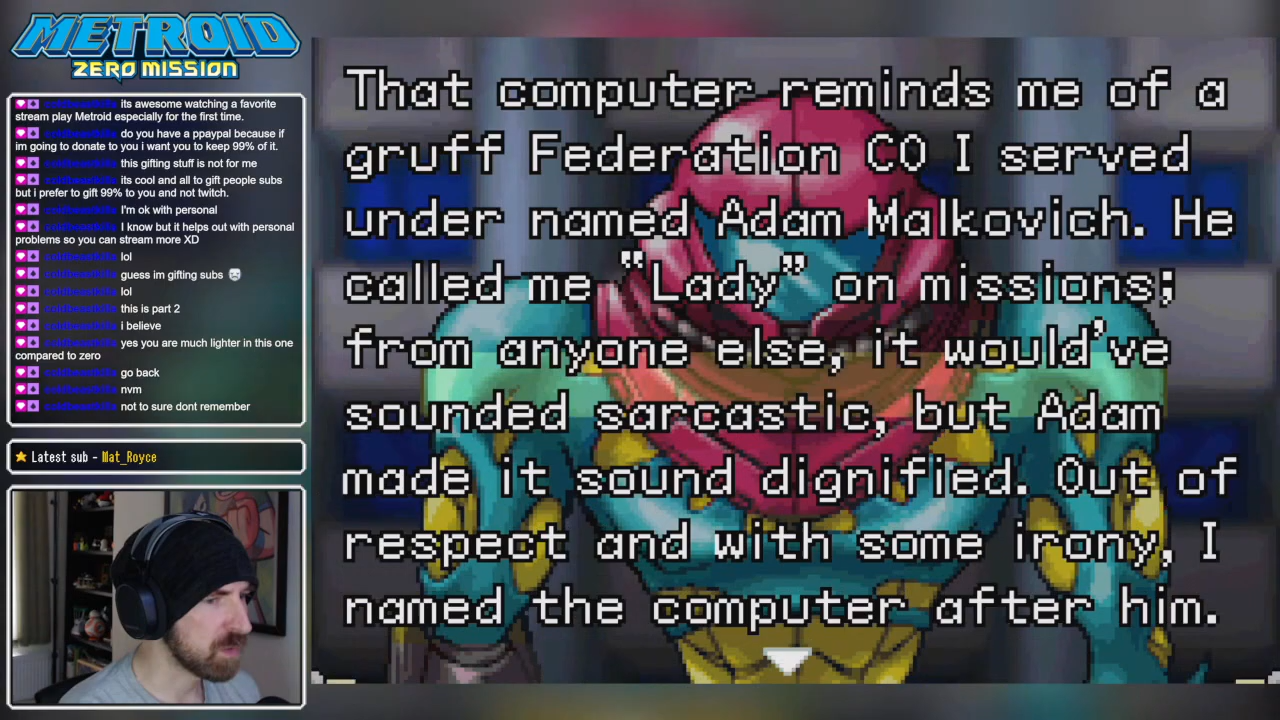 METROID
ZERO MISSION
its awesome watching a favorite
stream play Metroid especially for the first time.
do you have a ppaypal because if
im going to donate to you i want you to keep 99% of it.
this gifting stuff is not for me
its cool and all to gift people subs
but i prefer to gift 99% to you and not twitch.
I'm ok with personal
I know but it helps out with personal
problems so you can stream more XD
lol
guess im gifting subs
lol
this is part 2
i believe
yes you are much lighter in this one
compared to zero
go back
nvm
not to sure dont remember
Latest sub - Mat_Royce
That computer reminds me of a
gruff Federation CO I served
under named Adam Malkovich. He
called me "Lady" on missions;
from anyone else, it would've
sounded sarcastic, but Adam
made it sound dignified. Out of
respect and with some irony, I
named the computer after him.